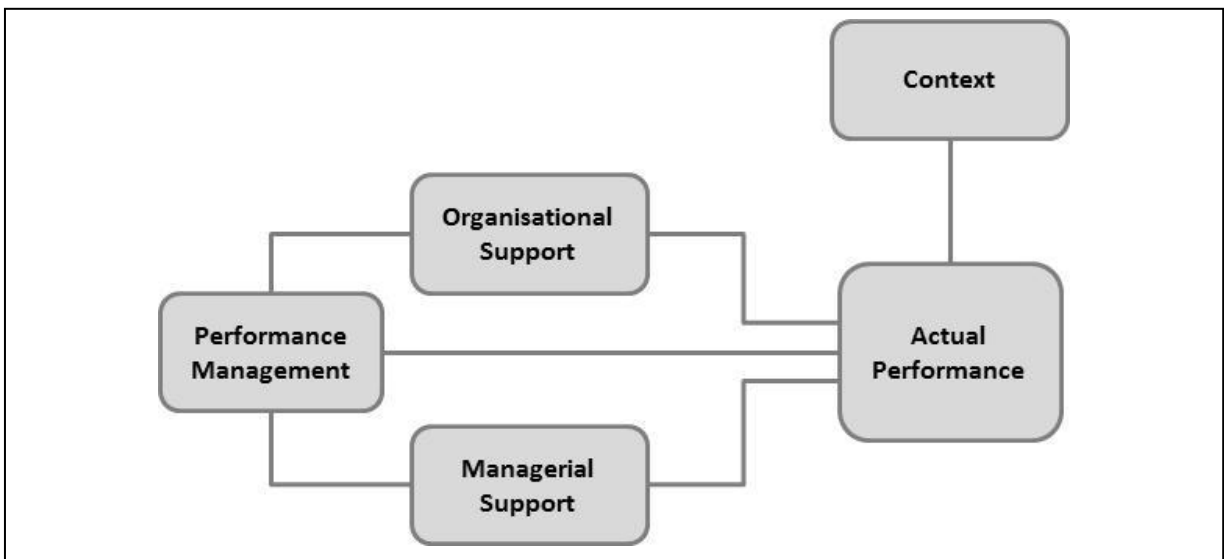 Context
Organisational
Support
Performance
Management
Actual
Performance
Managerial
Support